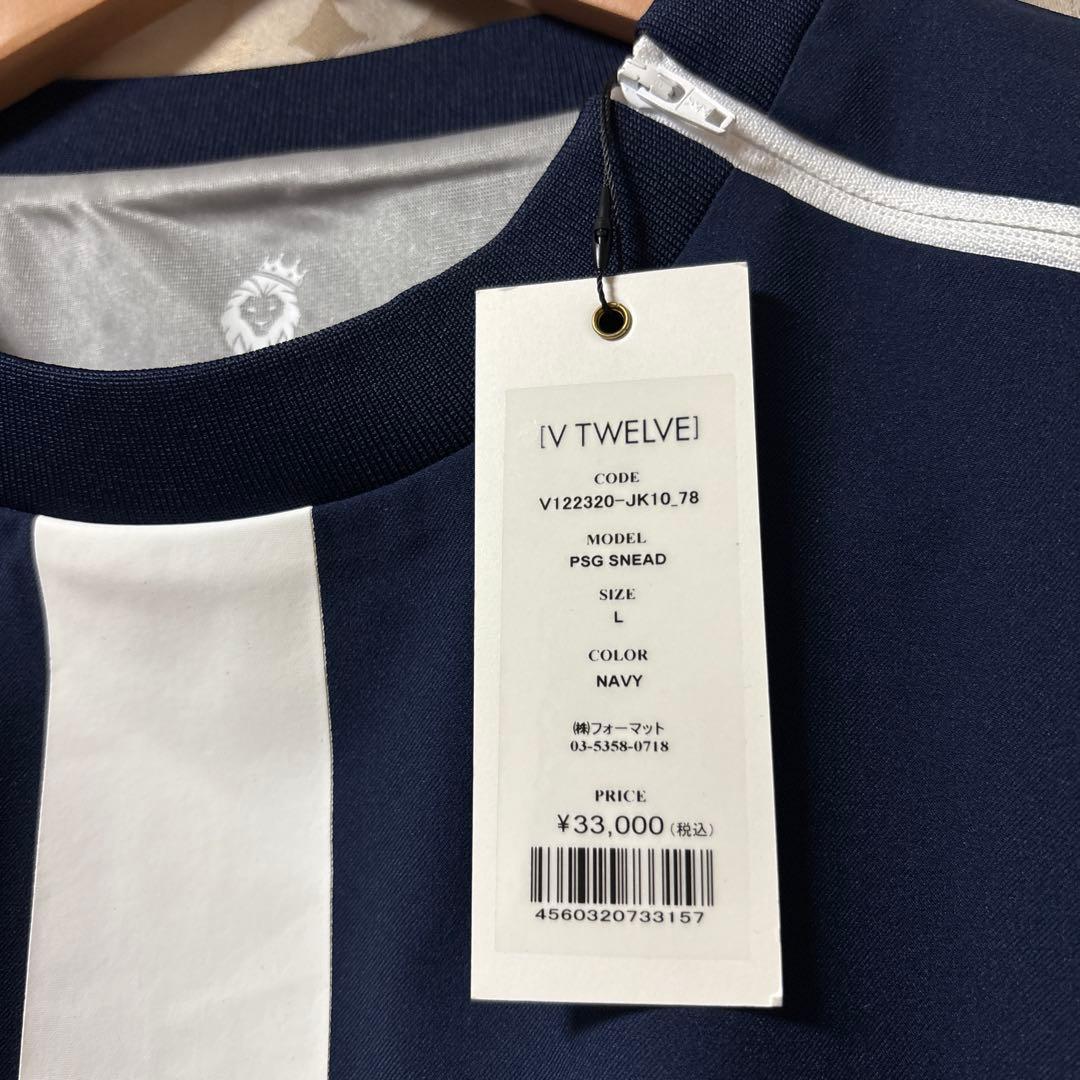 [V TWELVE]
CODE
V122320-JK10_78
MODEL
PSG SNEAD
SIZE
L
COLOR
NAVY
㈱フォーマット
03-5358-0718
PRICE
¥33,000(税込)
4560320733157